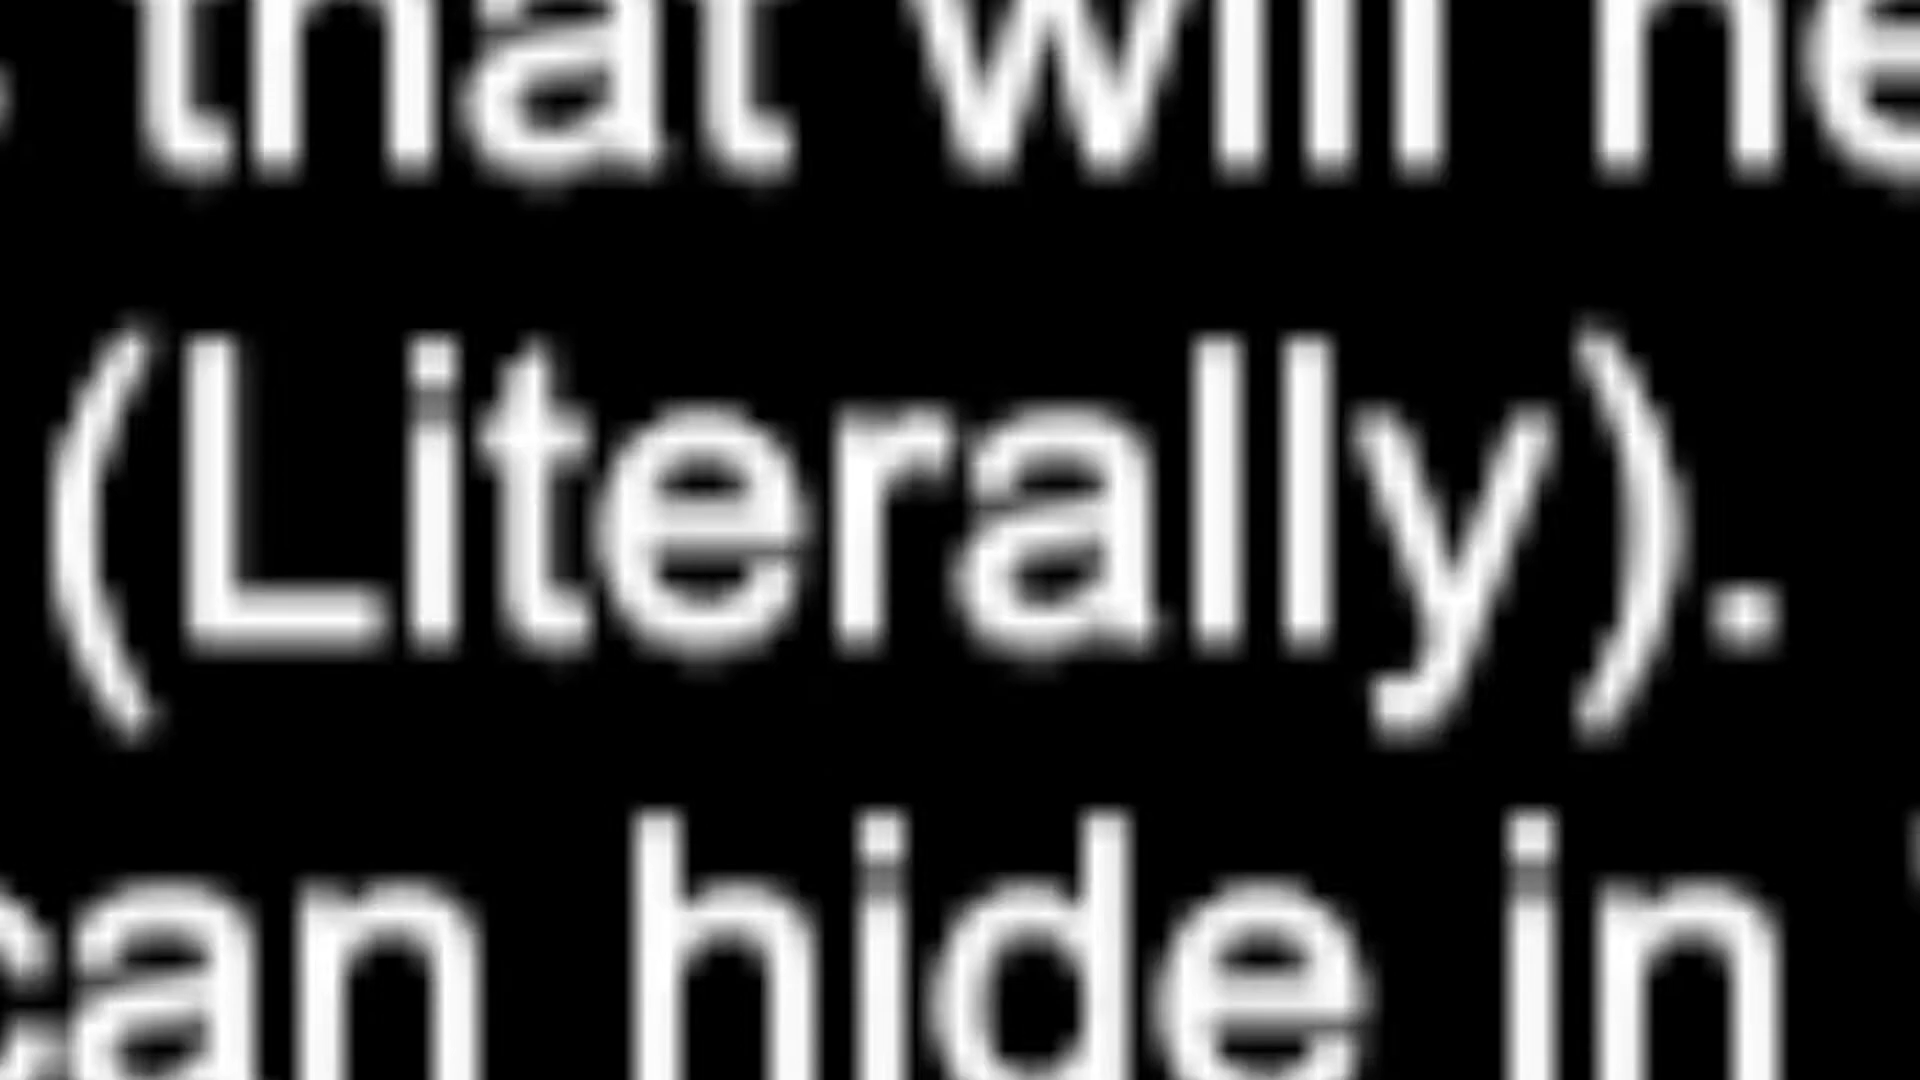 that will
(Literally).
can hide in